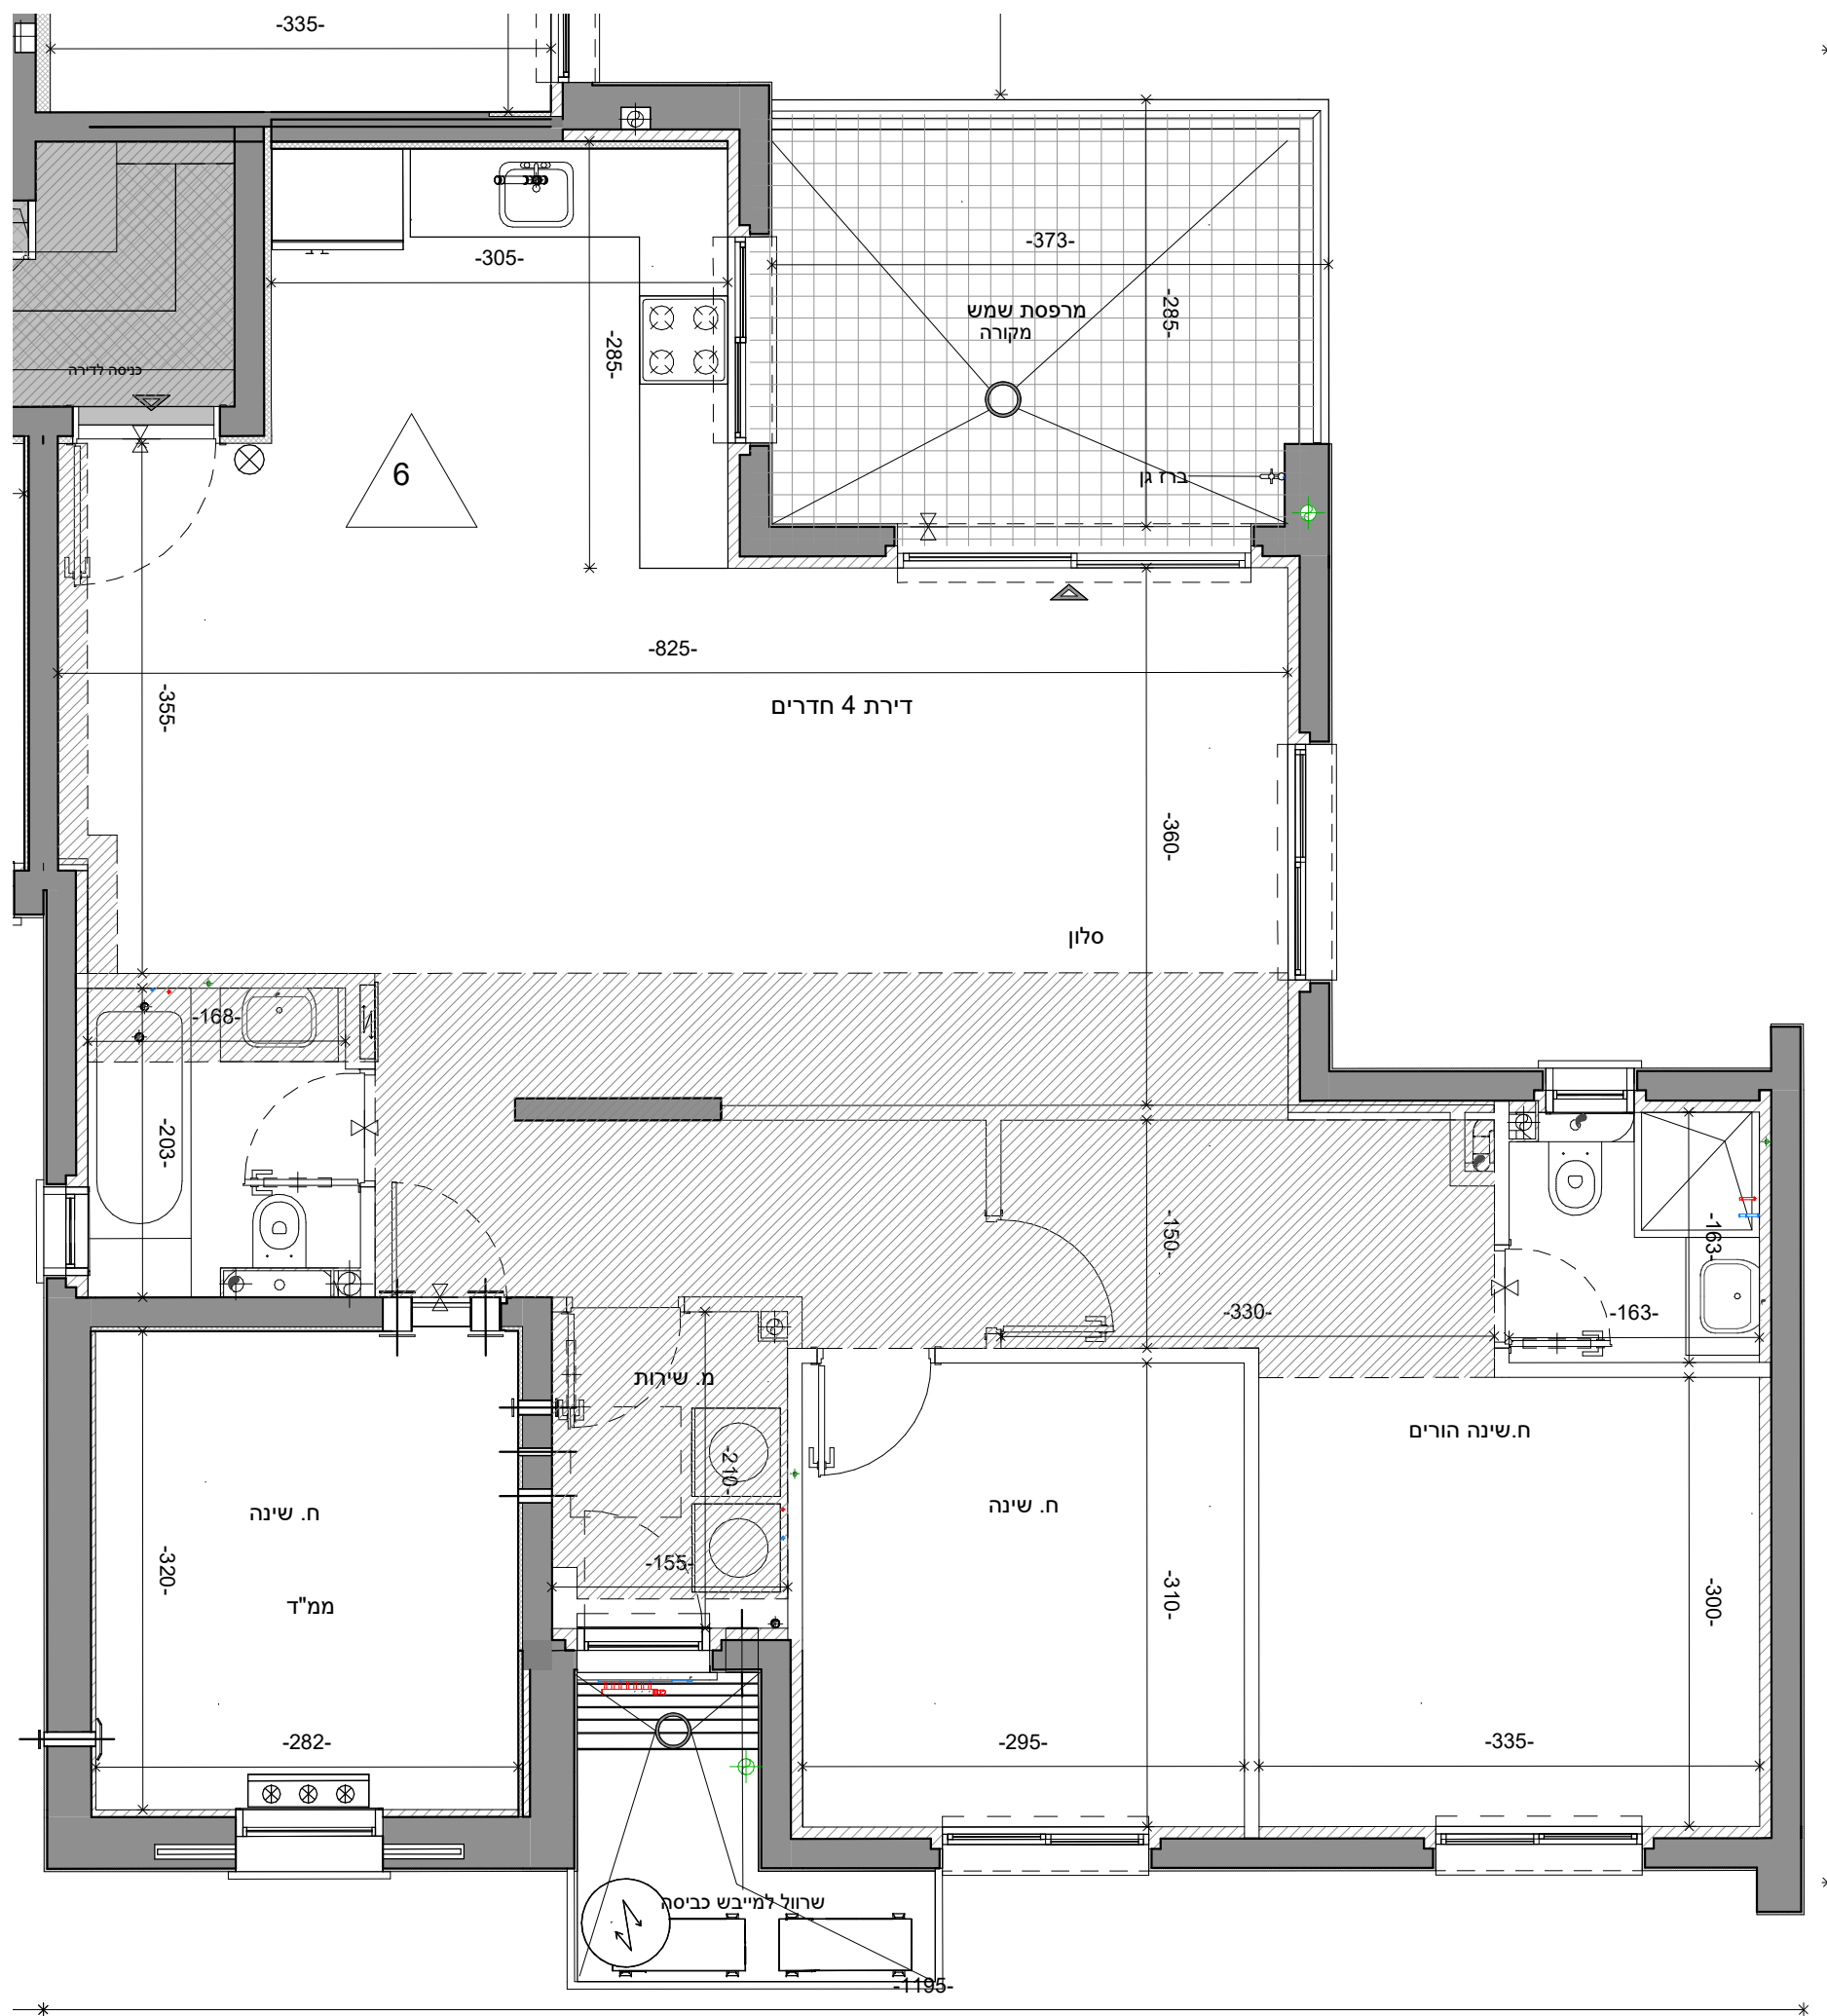 -335-
-305-
-373-
-285-
מרפסת שמש
מקורה
-285-
כניסה לדירה
6
ברז גן
-825-
-355-
דירת 4 חדרים
-360-
סלון
-168-
-203-
-150-
-163-
-330-
-163-
מ. שירות
ח.שינה הורים
-210-
ח. שינה
ח. שינה
-155-
-320-
-310-
-300-
ממ"ד
-282-
-295-
-335-
שרוול למייבש כביסה
-1195-